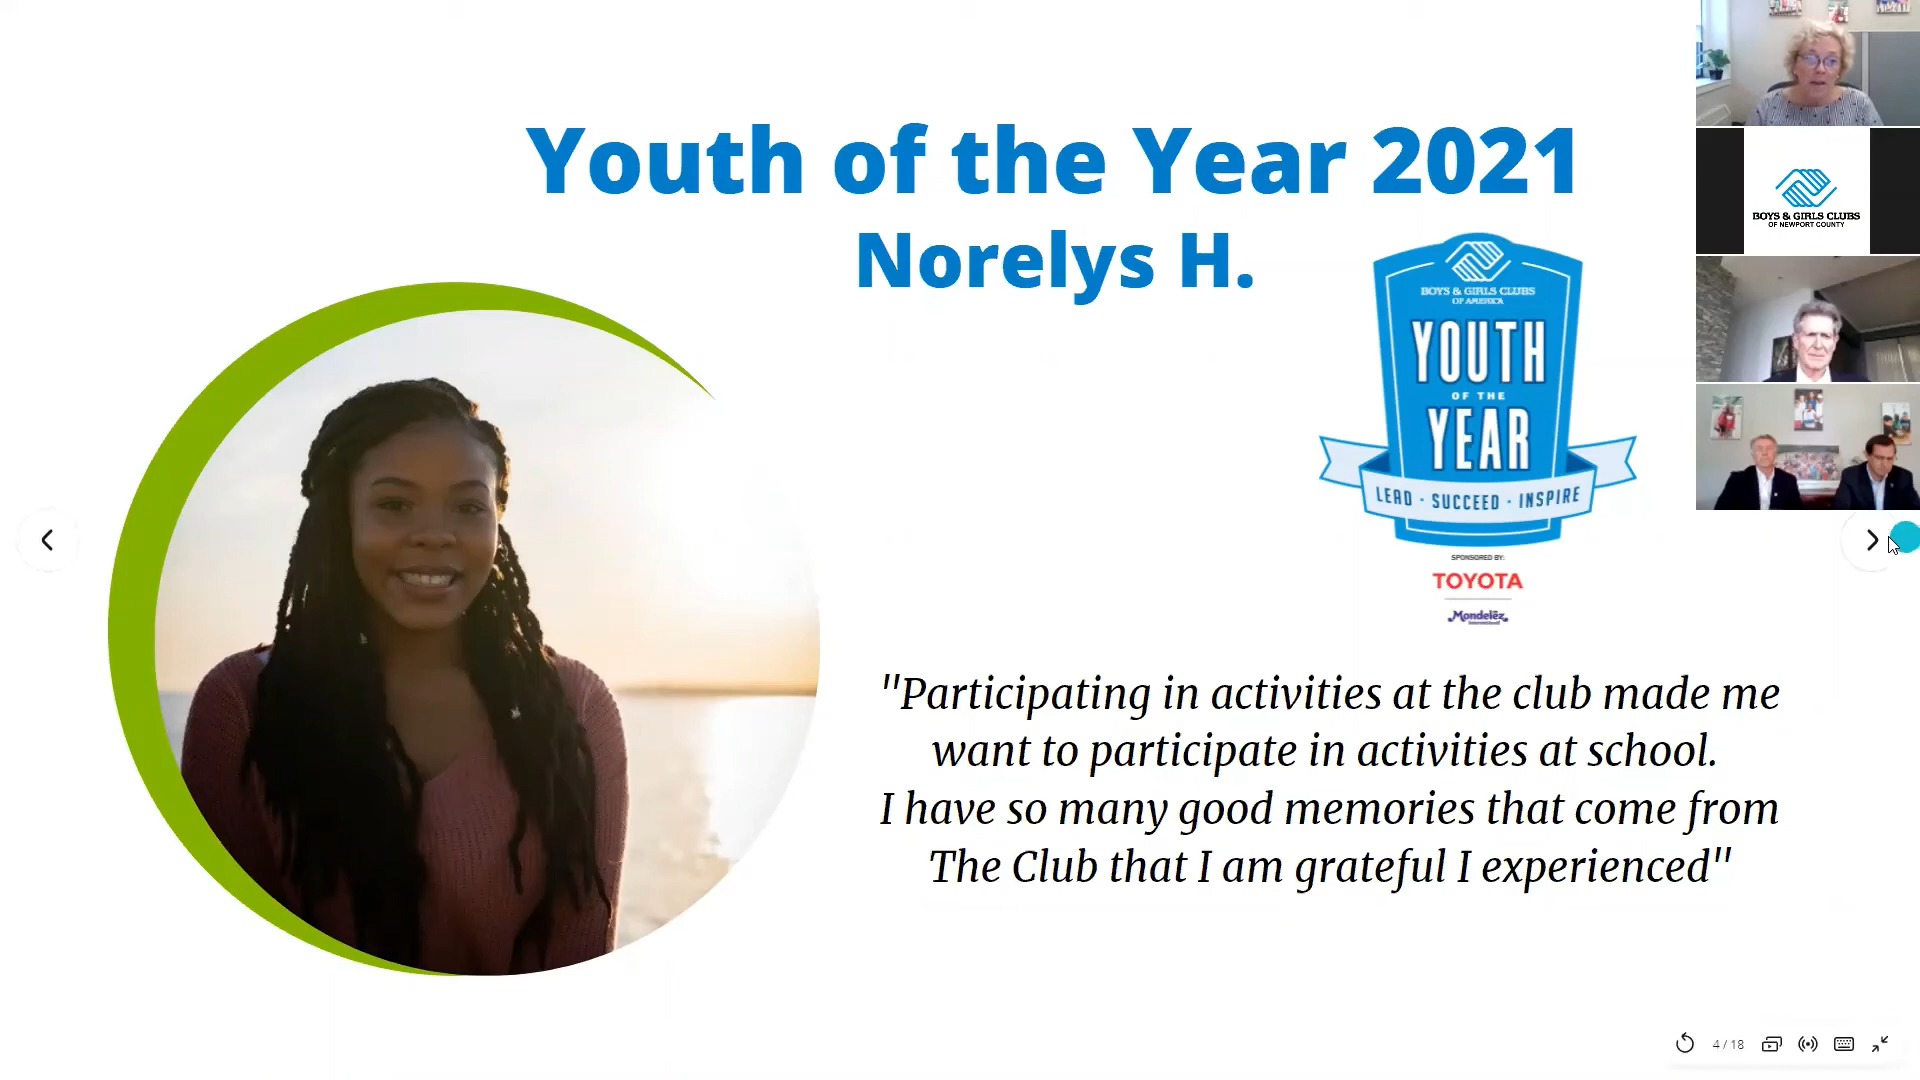 Youth of the Year 2021
Norelys H.
BOYS & GIRLS CLUBS
OF AMERICA
YOUTH
OF THE
YEAR
LEAD · SUCCEED · INSPIRE
SPONSORED BY:
TOYOTA
Mondelēz
International
"Participating in activities at the club made me
want to participate in activities at school.
I have so many good memories that come from
The Club that I am grateful I experienced"
BOYS & GIRLS CLUBS
OF NEWPORT COUNTY
4 / 18